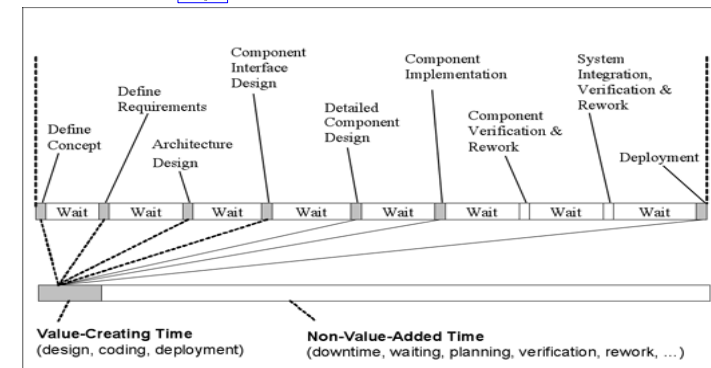 Define
Concept
Define
Requirements
Architecture
Design
Component
Interface
Design
Detailed
Component
Design
Component
Implementation
Component
Verification &
Rework
System
Integration,
Verification &
Rework
Deployment
Wait Wait Wait Wait Wait Wait Wait Wait
Value-Creating Time
(design, coding, deployment)
Non-Value-Added Time
(downtime, waiting, planning, verification, rework, ...)